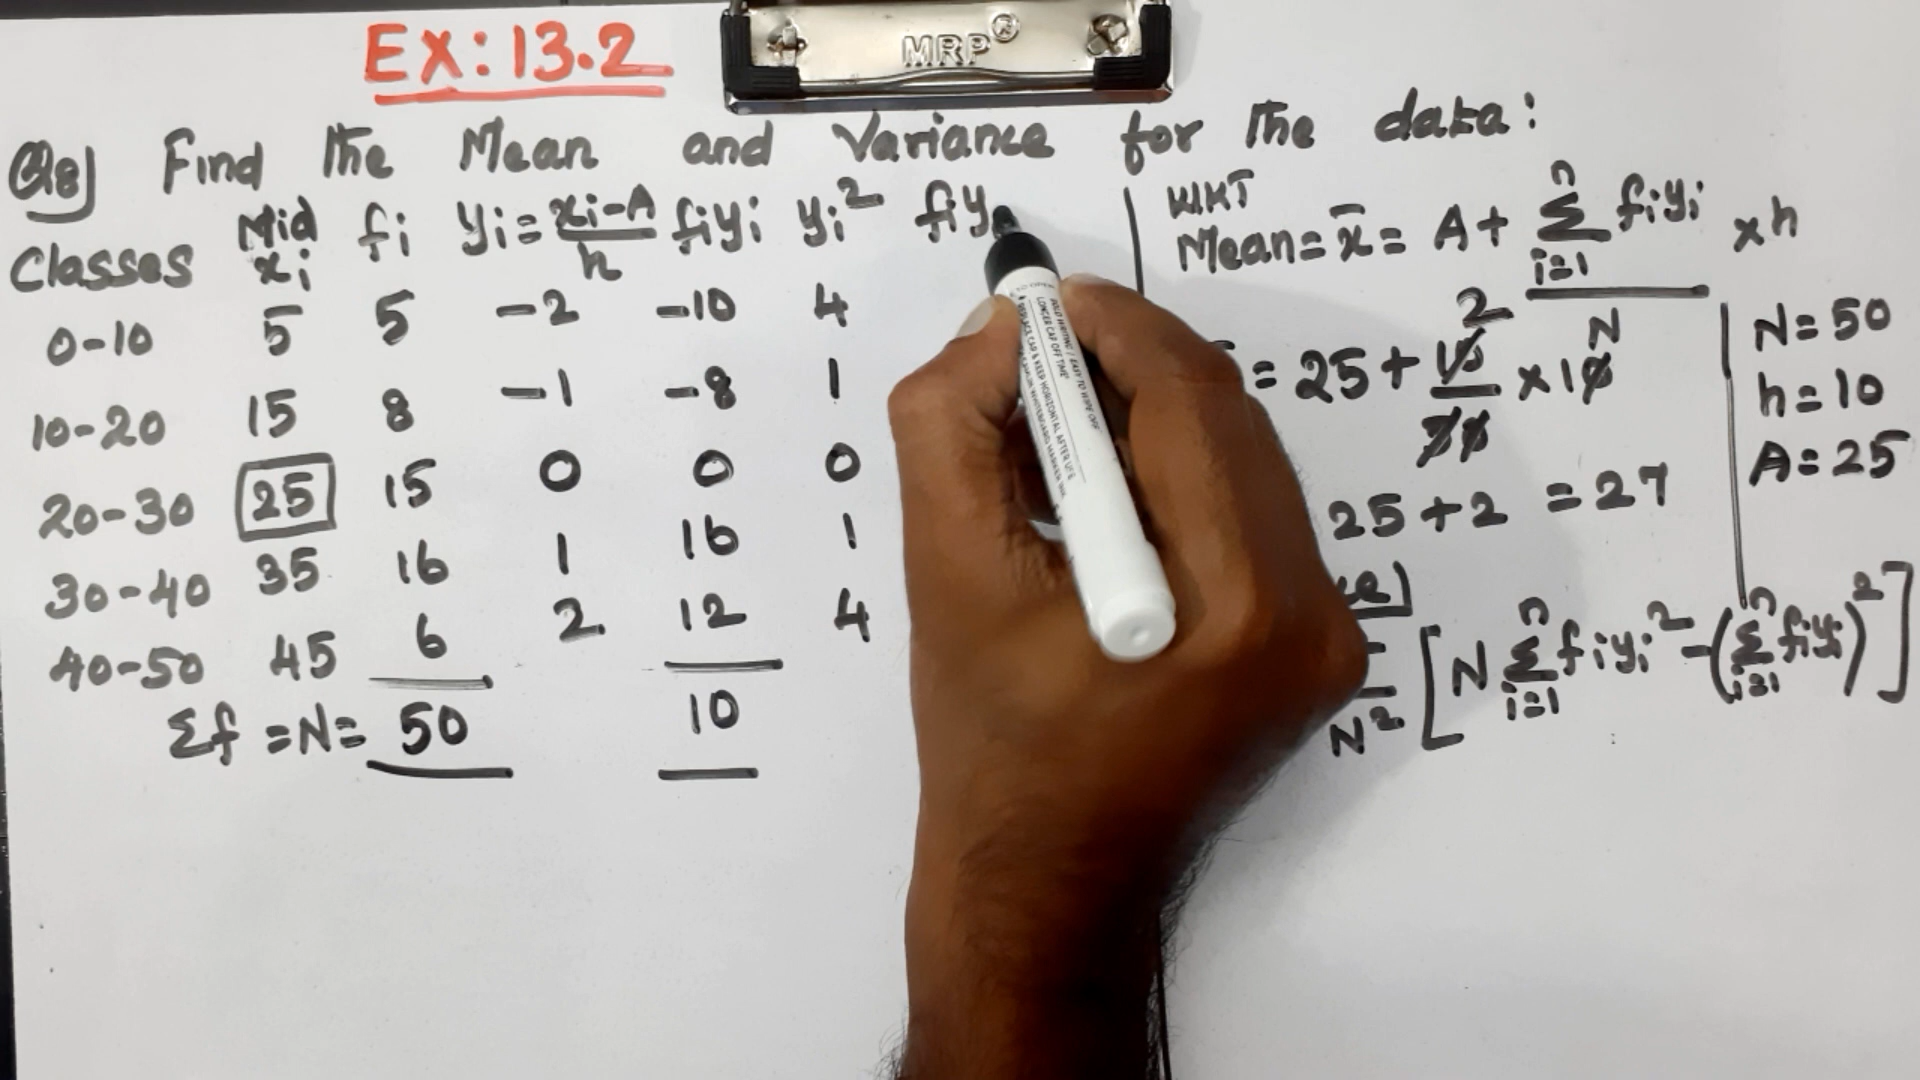 MRP®
EX: 13.2
Q8) Find the Mean and Variance for the data:
Classes Mid xi fi yi = xi-A/h fiyi yi² fiy
0-10 5 5 -2 -10 4
10-20 15 8 -1 -8 1
20-30 25 15 0 0 0
30-40 35 16 1 16 1
40-50 45 6 2 12 4
Σf = N = 50 10
WKT
Mean = x̄ = A + Σ i=1 n fiyi / N × h
= 25 + 10/50 × 10
2
25 + 2 = 27
N = 50
h = 10
A = 25
N² [N Σ i=1 n fiyi² - (Σ i=1 n fiyi)²]